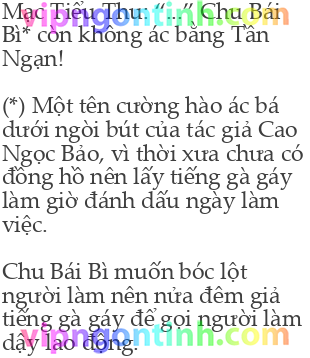 vipngontinh.com
Mạc Tiểu Thu: “...” Chu Bái
Bì* còn không ác bằng Tần
Ngạn!
(*) Một tên cường hào ác bá
dưới ngòi bút của tác giả Cao
Ngọc Bảo, vì thời xưa chưa có
đồng hồ nên lấy tiếng gà gáy
làm giờ đánh dấu ngày làm
việc.
Chu Bái Bì muốn bóc lột
người làm nên nửa đêm giả
tiếng gà gáy để gọi người làm
dậy lao động.
vipngontinh.com